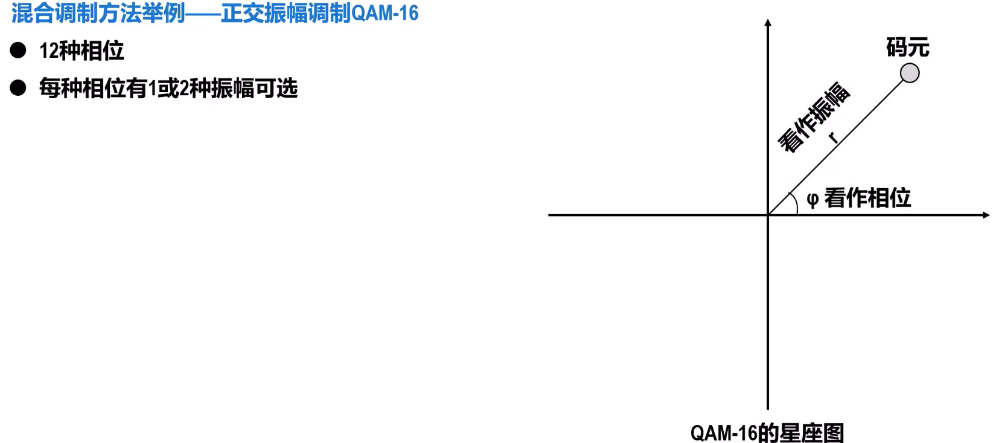 混合调制方法举例——正交振幅调制QAM-16
● 12种相位
● 每种相位有1或2种振幅可选
码元
看作振幅
r
φ 看作相位
QAM-16的星座图